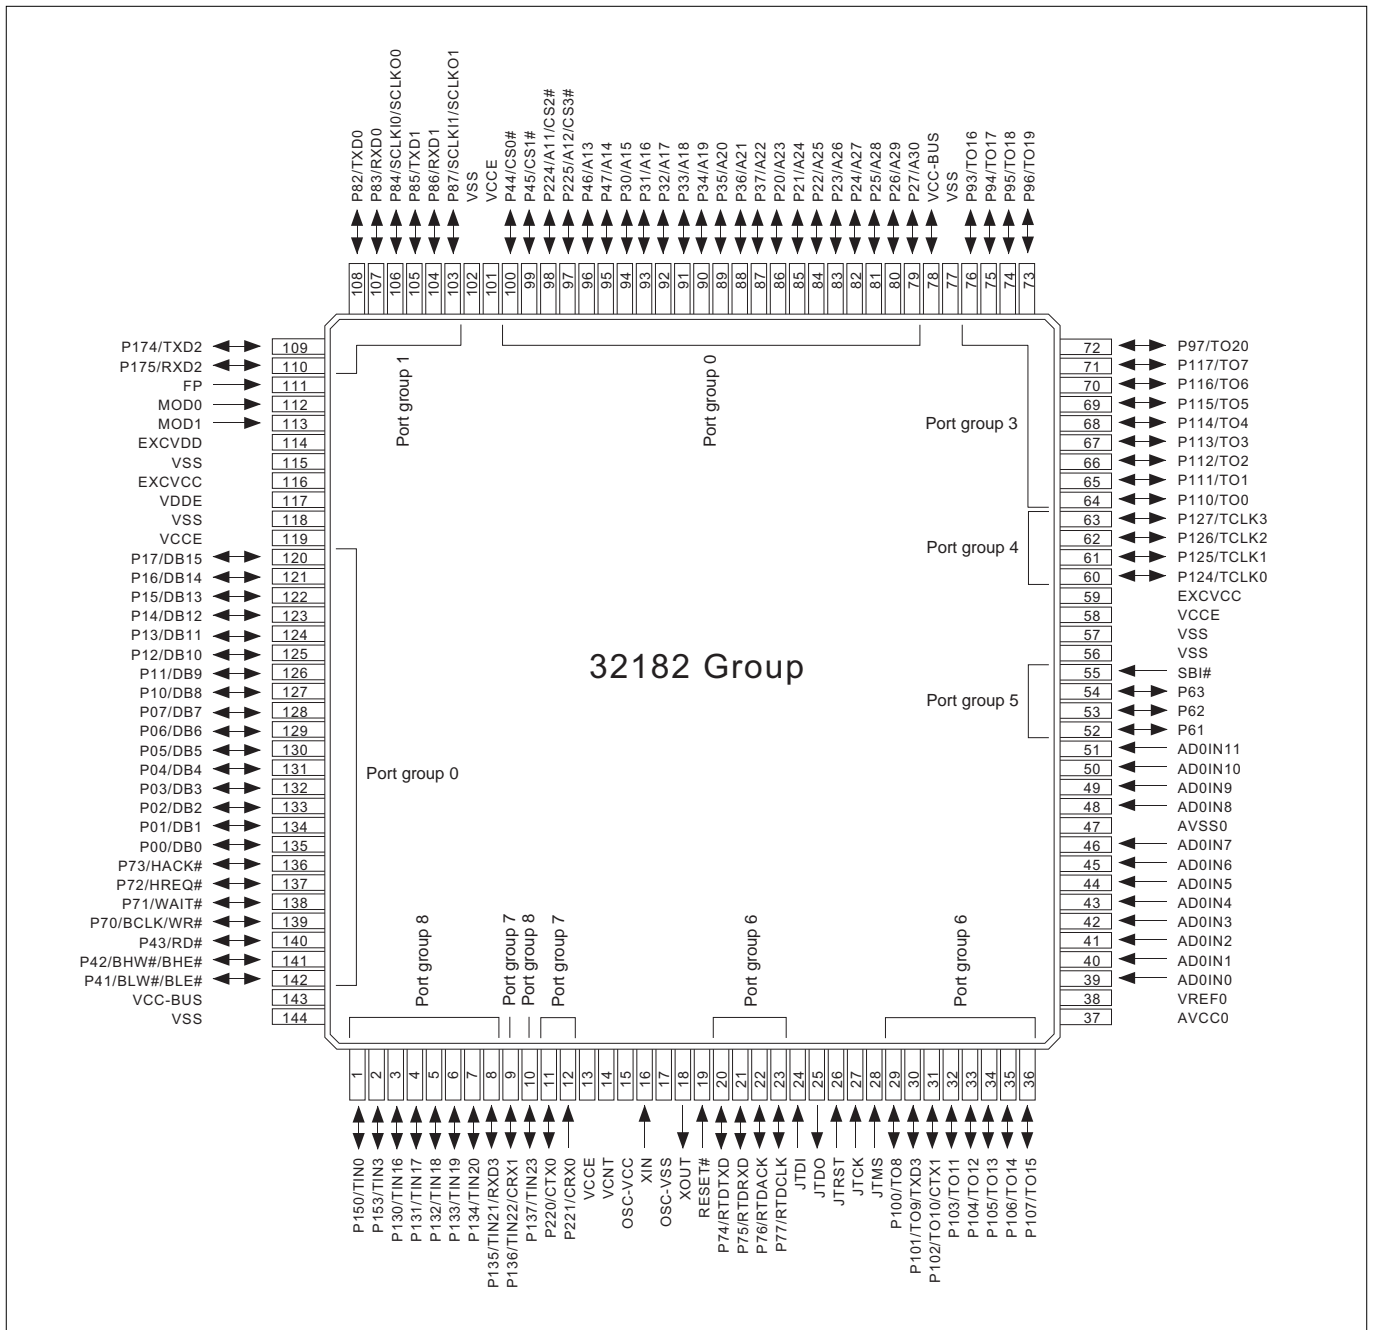 P82/TXD0
P83/RXD0
P84/SCLKI0/SCLKO0
P85/TXD1
P86/RXD1
P87/SCLKI1/SCLKO1
VSS
VCCE
P44/CS0#
P45/CS1#
P224/A11/CS2#
P225/A12/CS3#
P46/A13
P47/A14
P30/A15
P31/A16
P32/A17
P33/A18
P34/A19
P35/A20
P36/A21
P37/A22
P20/A23
P21/A24
P22/A25
P23/A26
P24/A27
P25/A28
P26/A29
P27/A30
VCC-BUS
VSS
P93/TO16
P94/TO17
P95/TO18
P96/TO19
108
107
106
105
104
103
102
101
100
99
98
97
96
95
94
93
92
91
90
89
88
87
86
85
84
83
82
81
80
79
78
77
76
75
74
73
P174/TXD2 109
P175/RXD2 110
FP 111
MOD0 112
MOD1 113
EXCVDD 114
VSS 115
EXCVCC 116
VDDE 117
VSS 118
VCCE 119
P17/DB15 120
P16/DB14 121
P15/DB13 122
P14/DB12 123
P13/DB11 124
P12/DB10 125
P11/DB9 126
P10/DB8 127
P07/DB7 128
P06/DB6 129
P05/DB5 130
P04/DB4 131
P03/DB3 132
P02/DB2 133
P01/DB1 134
P00/DB0 135
P73/HACK# 136
P72/HREQ# 137
P71/WAIT# 138
P70/BCLK/WR# 139
P43/RD# 140
P42/BHW#/BHE# 141
P41/BLW#/BLE# 142
VCC-BUS 143
VSS 144
Port group 1
Port group 0
Port group 3
Port group 4
32182 Group
Port group 5
Port group 0
Port group 8
Port group 7
Port group 8
Port group 7
Port group 6
Port group 6
72 P97/TO20
71 P117/TO7
70 P116/TO6
69 P115/TO5
68 P114/TO4
67 P113/TO3
66 P112/TO2
65 P111/TO1
64 P110/TO0
63 P127/TCLK3
62 P126/TCLK2
61 P125/TCLK1
60 P124/TCLK0
59 EXCVCC
58 VCCE
57 VSS
56 VSS
55 SBI#
54 P63
53 P62
52 P61
51 AD0IN11
50 AD0IN10
49 AD0IN9
48 AD0IN8
47 AVSS0
46 AD0IN7
45 AD0IN6
44 AD0IN5
43 AD0IN4
42 AD0IN3
41 AD0IN2
40 AD0IN1
39 AD0IN0
38 VREF0
37 AVCC0
1
2
3
4
5
6
7
8
9
10
11
12
13
14
15
16
17
18
19
20
21
22
23
24
25
26
27
28
29
30
31
32
33
34
35
36
P150/TIN0
P153/TIN3
P130/TIN16
P131/TIN17
P132/TIN18
P133/TIN19
P134/TIN20
P135/TIN21/RXD3
P136/TIN22/CRX1
P137/TIN23
P220/CTX0
P221/CRX0
VCCE
VCNT
OSC-VCC
XIN
OSC-VSS
XOUT
RESET#
P74/RTDTXD
P75/RTDRXD
P76/RTDACK
P77/RTDCLK
JTDI
JTDO
JTRST
JTCK
JTMS
P100/TO8
P101/TO9/TXD3
P102/TO10/CTX1
P103/TO11
P104/TO12
P105/TO13
P106/TO14
P107/TO15